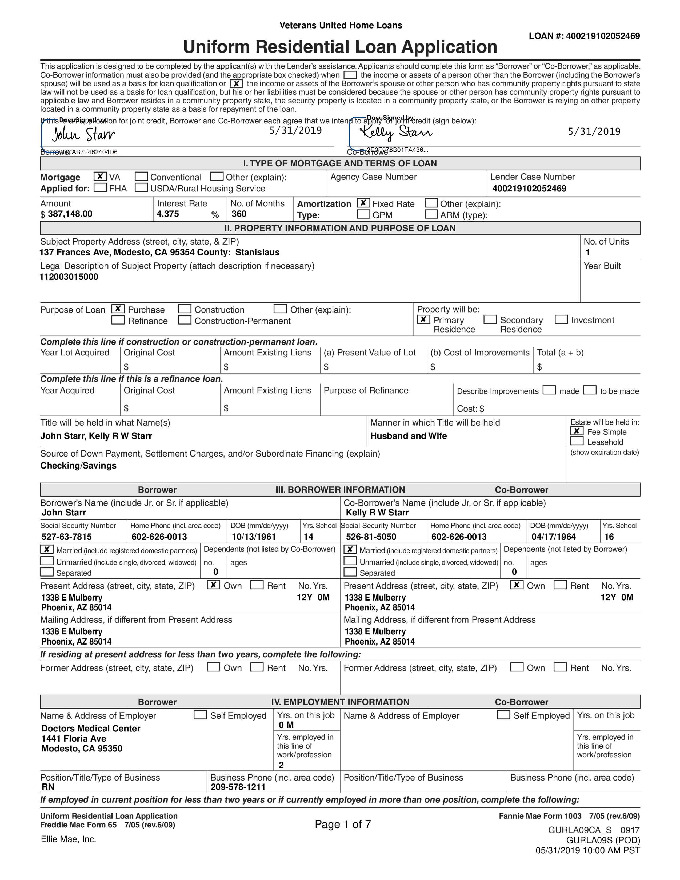 Veterans United Home Loans
LOAN #: 400219102052469
Uniform Residential Loan Application
This application is designed to be completed by the applicant(s) with the Lender's assistance. Applicants should complete this form as "Borrower" or "Co-Borrower," as applicable.
Co-Borrower information must also be provided (and the appropriate box checked) when the income or assets of a person other than the Borrower (including the Borrower's
spouse) will be used as a basis for loan qualification or X the income or assets of the Borrower's spouse or other person who has community property rights pursuant to state
law will not be used as a basis for loan qualification, but his or her liabilities must be considered because the spouse or other person has community property rights pursuant to
applicable law and Borrower resides in a community property state, the security property is located in a community property state, or the Borrower is relying on other property
located in a community property state as a basis for repayment of the loan.
If this is an application for joint credit, Borrower and Co-Borrower each agree that we intend to apply for joint credit (sign below):
John Starr 5/31/2019 Kelly Starr 5/31/2019
Borrower Co-Borrower
I. TYPE OF MORTGAGE AND TERMS OF LOAN
Mortgage X VA Conventional Other (explain): Agency Case Number Lender Case Number
Applied for: FHA USDA/Rural Housing Service 400219102052469
Amount Interest Rate No. of Months Amortization X Fixed Rate Other (explain):
$ 387,148.00 4.375 % 360 Type: GPM ARM (type):
II. PROPERTY INFORMATION AND PURPOSE OF LOAN
Subject Property Address (street, city, state, & ZIP) No. of Units
137 Frances Ave, Modesto, CA 95354 County: Stanislaus 1
Legal Description of Subject Property (attach description if necessary) Year Built
112003015000
Purpose of Loan X Purchase Construction Other (explain): Property will be:
Refinance Construction-Permanent X Primary Residence Secondary Residence Investment
Complete this line if construction or construction-permanent loan.
Year Lot Acquired Original Cost Amount Existing Liens (a) Present Value of Lot (b) Cost of Improvements Total (a + b)
$ $ $ $ $
Complete this line if this is a refinance loan.
Year Acquired Original Cost Amount Existing Liens Purpose of Refinance Describe Improvements made to be made
$ $ Cost: $
Title will be held in what Name(s) Manner in which Title will be held Estate will be held in:
John Starr, Kelly R W Starr Husband and Wife X Fee Simple
Leasehold
Source of Down Payment, Settlement Charges, and/or Subordinate Financing (explain) (show expiration date)
Checking/Savings
Borrower III. BORROWER INFORMATION Co-Borrower
Borrower's Name (include Jr. or Sr. if applicable) Co-Borrower's Name (include Jr. or Sr. if applicable)
John Starr Kelly R W Starr
Social Security Number Home Phone (incl. area code) DOB (mm/dd/yyyy) Yrs. School Social Security Number Home Phone (incl. area code) DOB (mm/dd/yyyy) Yrs. School
527-63-7815 602-626-0013 10/13/1961 14 526-81-5050 602-626-0013 04/17/1964 16
X Married (include registered domestic partners) Dependents (not listed by Co-Borrower) X Married (include registered domestic partners) Dependents (not listed by Borrower)
Unmarried (include single, divorced, widowed) no. ages Unmarried (include single, divorced, widowed) no. ages
Separated 0 Separated 0
Present Address (street, city, state, ZIP) X Own Rent No. Yrs. Present Address (street, city, state, ZIP) X Own Rent No. Yrs.
1338 E Mulberry 12Y 0M 1338 E Mulberry 12Y 0M
Phoenix, AZ 85014 Phoenix, AZ 85014
Mailing Address, if different from Present Address Mailing Address, if different from Present Address
1338 E Mulberry 1338 E Mulberry
Phoenix, AZ 85014 Phoenix, AZ 85014
If residing at present address for less than two years, complete the following:
Former Address (street, city, state, ZIP) Own Rent No. Yrs. Former Address (street, city, state, ZIP) Own Rent No. Yrs.
Borrower IV. EMPLOYMENT INFORMATION Co-Borrower
Name & Address of Employer Self Employed Yrs. on this job Name & Address of Employer Self Employed Yrs. on this job
Doctors Medical Center 0 M
1441 Floria Ave Yrs. employed in this line of work/profession Yrs. employed in this line of work/profession
Modesto, CA 95350 2
Position/Title/Type of Business Business Phone (incl. area code) Position/Title/Type of Business Business Phone (incl. area code)
RN 209-578-1211
If employed in current position for less than two years or if currently employed in more than one position, complete the following:
Uniform Residential Loan Application Fannie Mae Form 1003 7/05 (rev.6/09)
Freddie Mac Form 65 7/05 (rev.6/09) Page 1 of 7
GURLA09CA_S 0917
Ellie Mae, Inc. GURLA09S (POD)
05/31/2019 10:00 AM PST